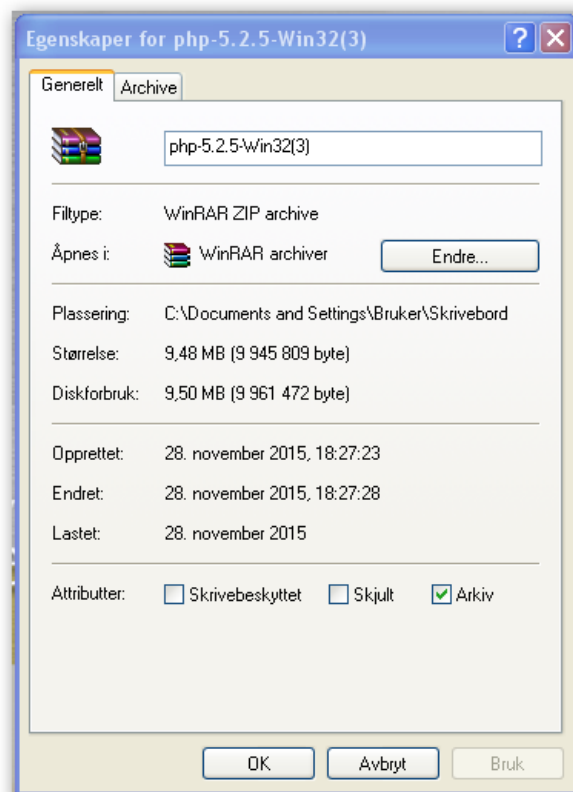 Egenskaper for php-5.2.5-Win32(3)
Generelt Archive
php-5.2.5-Win32(3)
Filtype: WinRAR ZIP archive
Åpnes i: WinRAR archiver Endre...
Plassering: C:\Documents and Settings\Bruker\Skrivebord
Størrelse: 9,48 MB (9 945 809 byte)
Diskforbruk: 9,50 MB (9 961 472 byte)
Opprettet: 28. november 2015, 18:27:23
Endret: 28. november 2015, 18:27:28
Lastet: 28. november 2015
Attributter: Skrivebeskyttet Skjult Arkiv
OK Avbryt Bruk